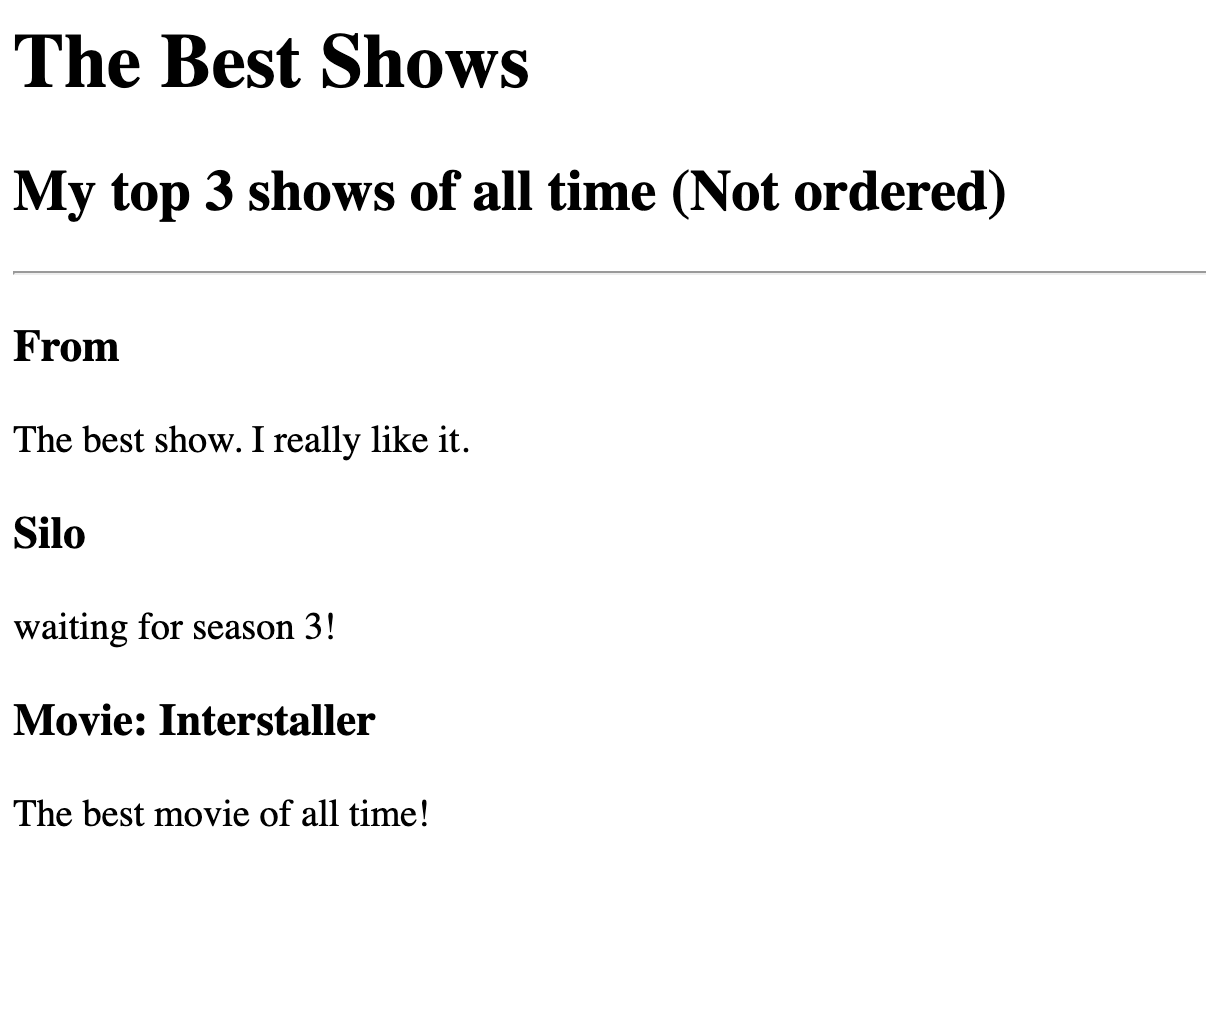 The Best Shows
My top 3 shows of all time (Not ordered)
From
The best show. I really like it.
Silo
waiting for season 3!
Movie: Interstaller
The best movie of all time!